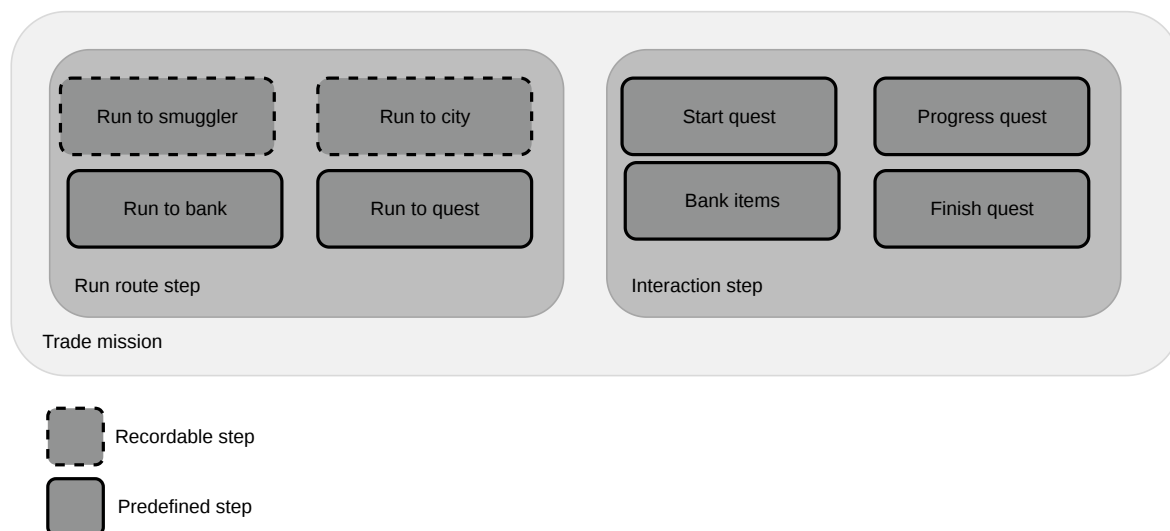 Run to smuggler
Run to city
Run to bank
Run to quest
Run route step
Start quest
Progress quest
Bank items
Finish quest
Interaction step
Trade mission
Recordable step
Predefined step